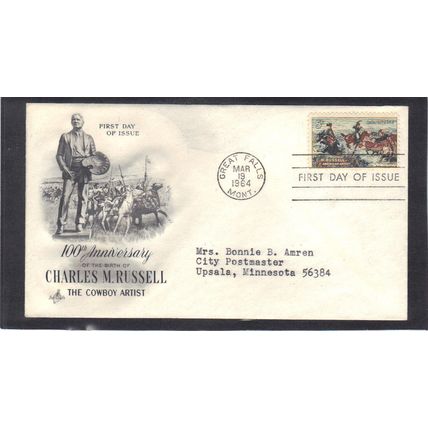 FIRST DAY
OF ISSUE
GREAT FALLS
MAR
19
1964
MONT.
FIRST DAY OF ISSUE
100th Anniversary
OF THE BIRTH OF
CHARLES M. RUSSELL
THE COWBOY ARTIST
Mrs. Bonnie B. Amren
City Postmaster
Upsala, Minnesota 56384